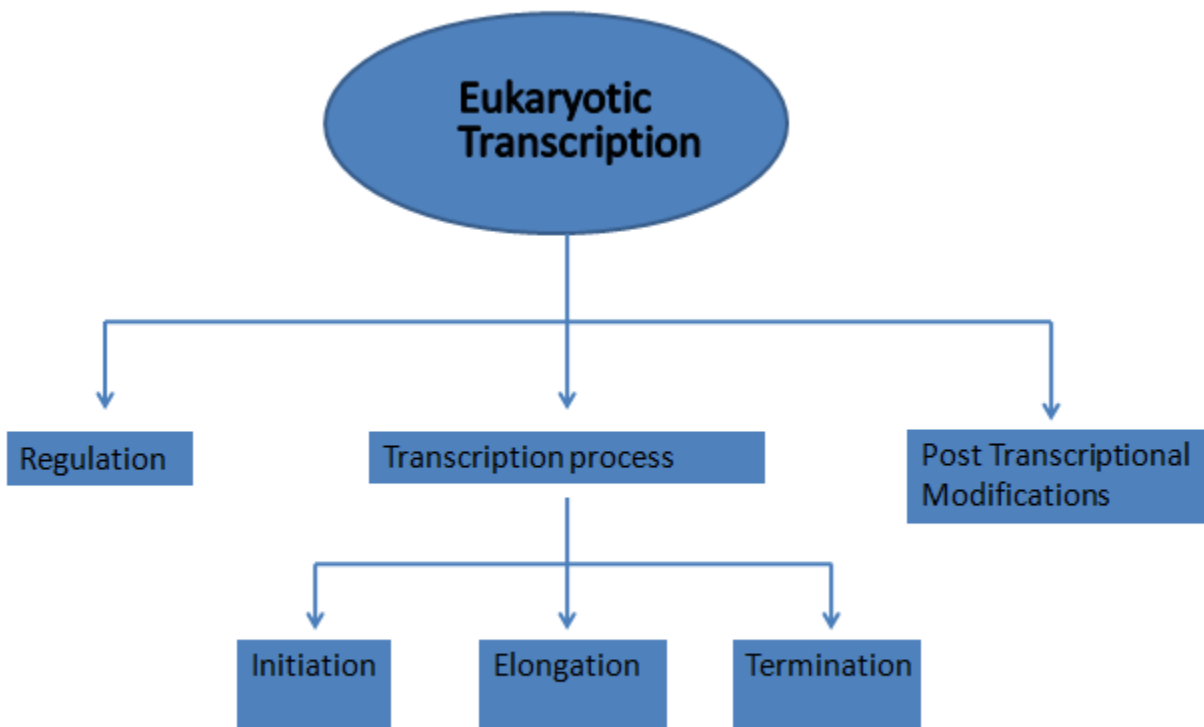 Eukaryotic
Transcription
Regulation
Transcription process
Post Transcriptional
Modifications
Initiation
Elongation
Termination